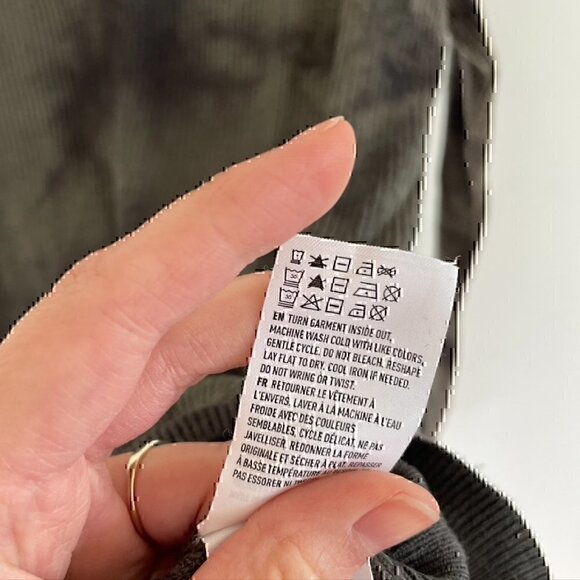 EN TURN GARMENT INSIDE OUT,
MACHINE WASH COLD WITH LIKE COLORS,
GENTLE CYCLE. DO NOT BLEACH. RESHAPE
LAY FLAT TO DRY. COOL IRON IF NEEDED.
DO NOT WRING OR TWIST.
FR RETOURNER LE VÊTEMENT À
L'ENVERS, LAVER À LA MACHINE À L'EAU
FROIDE AVEC DES COULEURS
SEMBLABLES, CYCLE DÉLICAT, NE PAS
JAVELLISER. REDONNER LA FORME
ORIGINALE ET SÉCHER À PLAT. REPASSER
À BASSE TEMPÉRATURE AU
PAS ESSORER NI